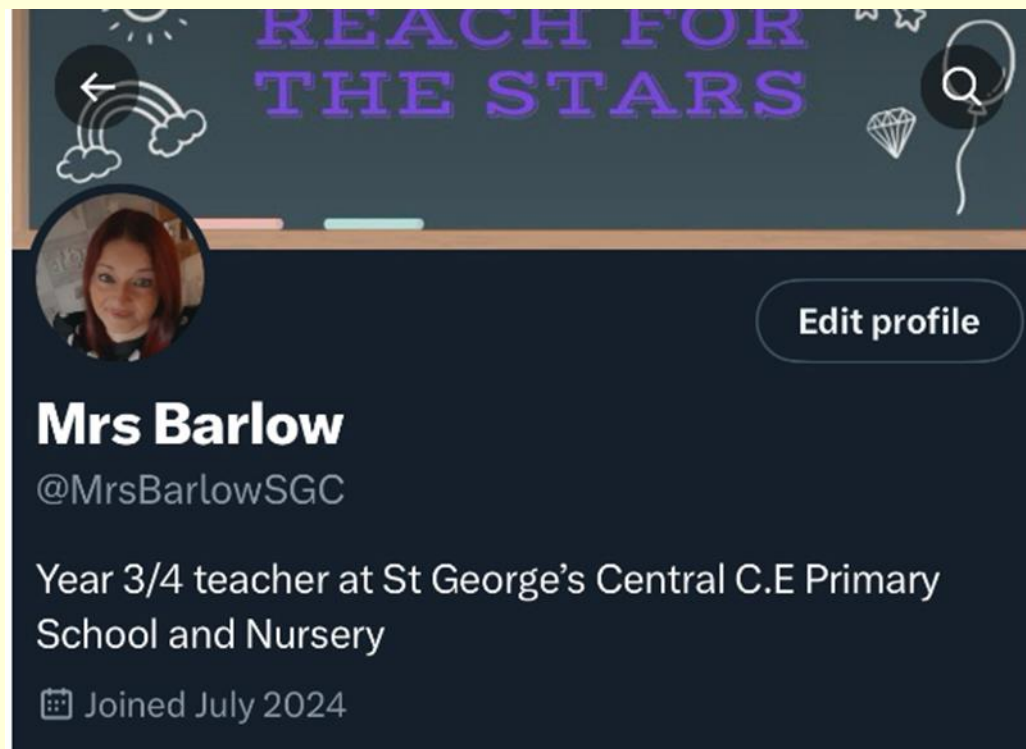 REACH FOR
THE STARS
Edit profile
Mrs Barlow
@MrsBarlowSGC
Year 3/4 teacher at St George’s Central C.E Primary
School and Nursery
Joined July 2024